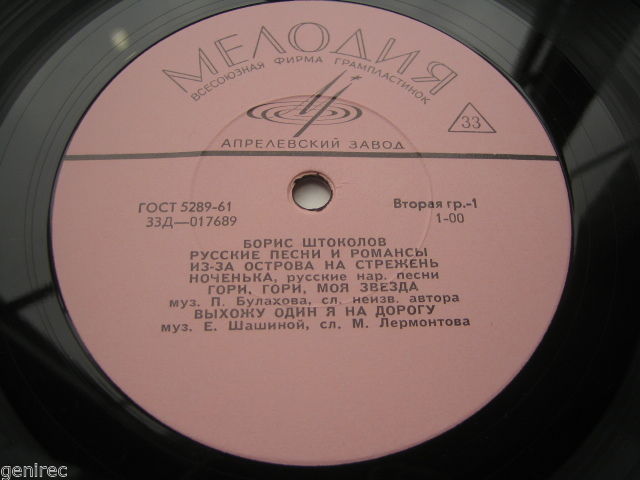 МЕЛОДИЯ
ВСЕСОЮЗНАЯ ФИРМА ГРАМПЛАСТИНОК
33
АПРЕЛЕВСКИЙ ЗАВОД
ГОСТ 5289-61
Вторая гр.-1
33Д—017689
1-00
БОРИС ШТОКОЛОВ
РУССКИЕ ПЕСНИ И РОМАНСЫ
ИЗ-ЗА ОСТРОВА НА СТРЕЖЕНЬ
НОЧЕНЬКА, русские нар. песни
ГОРИ, ГОРИ, МОЯ ЗВЕЗДА
муз. П. Булахова, сл. неизв. автора
ВЫХОЖУ ОДИН Я НА ДОРОГУ
муз. Е. Шашиной, сл. М. Лермонтова
genirec